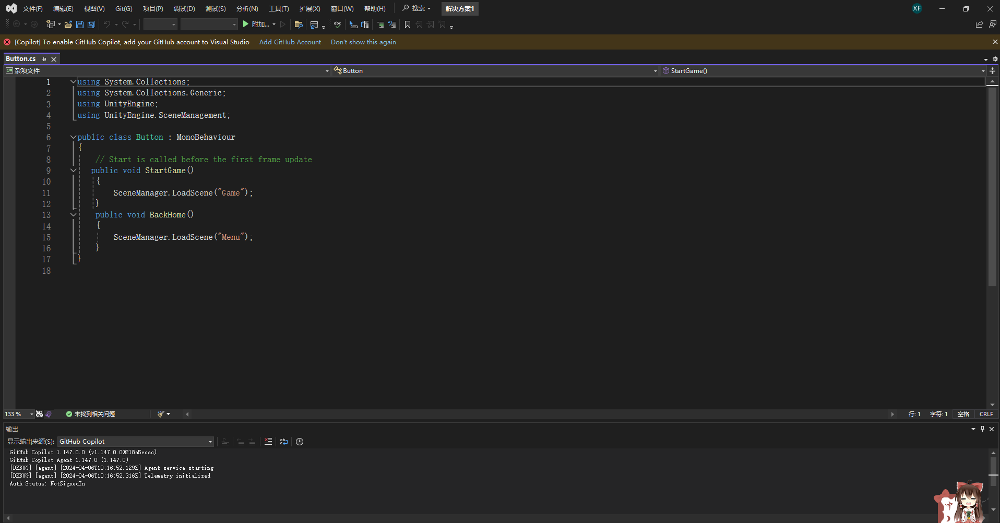 文件(F) 编辑(E) 视图(V) Git(G) 项目(P) 调试(D) 测试(S) 分析(N) 工具(T) 扩展(X) 窗口(W) 帮助(H) 搜索 解决方案1 XF
附加...
[Copilot] To enable GitHub Copilot, add your GitHub account to Visual Studio Add GitHub Account Don't show this again
Button.cs
C# 杂项文件 Button StartGame()
1 using System.Collections;
2 using System.Collections.Generic;
3 using UnityEngine;
4 using UnityEngine.SceneManagement;
5
6 public class Button : MonoBehaviour
7 {
8 // Start is called before the first frame update
9 public void StartGame()
10 {
11 SceneManager.LoadScene("Game");
12 }
13 public void BackHome()
14 {
15 SceneManager.LoadScene("Menu");
16 }
17 }
18
133 % 未找到相关问题 行: 1 字符: 1 空格 CRLF
输出
显示输出来源(S): GitHub Copilot
GitHub Copilot 1.147.0.0 (v1.147.0.0@218a5ecac)
GitHub Copilot Agent 1.147.0 (1.147.0)
[DEBUG] [agent] [2024-04-06T10:16:52.129Z] Agent service starting
[DEBUG] [agent] [2024-04-06T10:16:52.316Z] Telemetry initialized
Auth Status: NotSignedIn
中